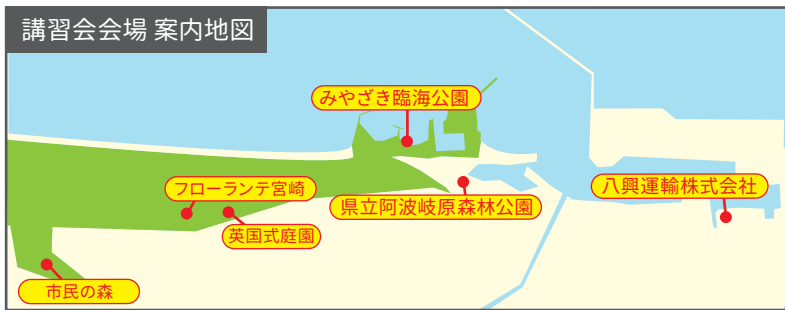 講習会会場 案内地図
みやざき臨海公園
フローランテ宮崎
八興運輸株式会社
県立阿波岐原森林公園
英国式庭園
市民の森